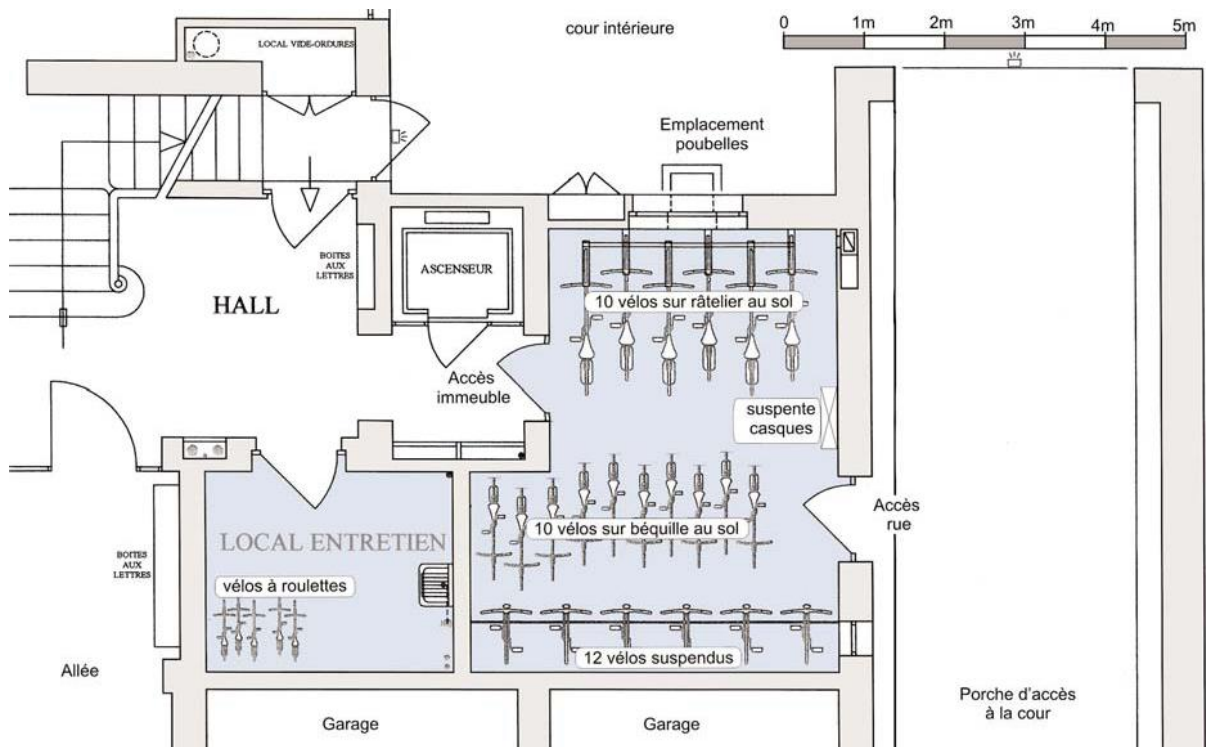 cour intérieure
0 1m 2m 3m 4m 5m
LOCAL VIDE-ORDURES
Emplacement
poubelles
BOITES
AUX
LETTRES
ASCENSEUR
HALL
10 vélos sur râtelier au sol
Accès
immeuble
suspente
casques
Accès
rue
LOCAL ENTRETIEN
10 vélos sur béquille au sol
BOITES
AUX
LETTRES
vélos à roulettes
12 vélos suspendus
Allée
Garage
Garage
Porche d'accès
à la cour